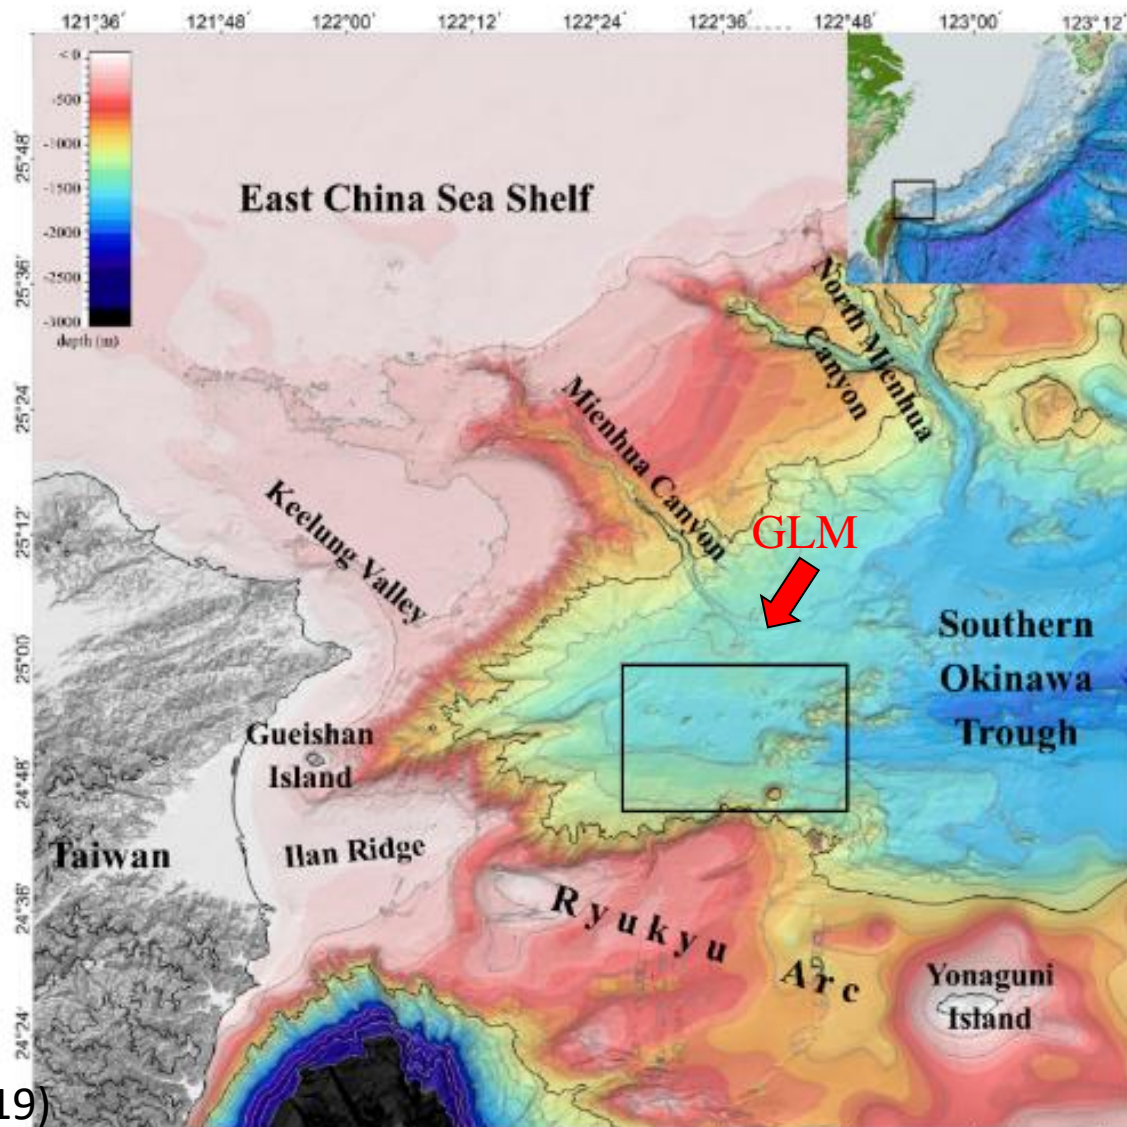 121°36′ 121°48′ 122°00′ 122°12′ 122°24′ 122°36′ 122°48′ 123°00′ 123°12′
< 0
-500
-1000
-1500
-2000
-2500
-3000
depth (m)
25°48′
25°36′
25°24′
25°12′
25°00′
24°48′
24°36′
24°24′
East China Sea Shelf
North Mienhua
Canyon
Mienhua Canyon
Keelung Valley
GLM
Southern
Okinawa
Trough
Gueishan
Island
Taiwan
Ilan Ridge
Ryukyu
Arc
Yonaguni
Island
19)